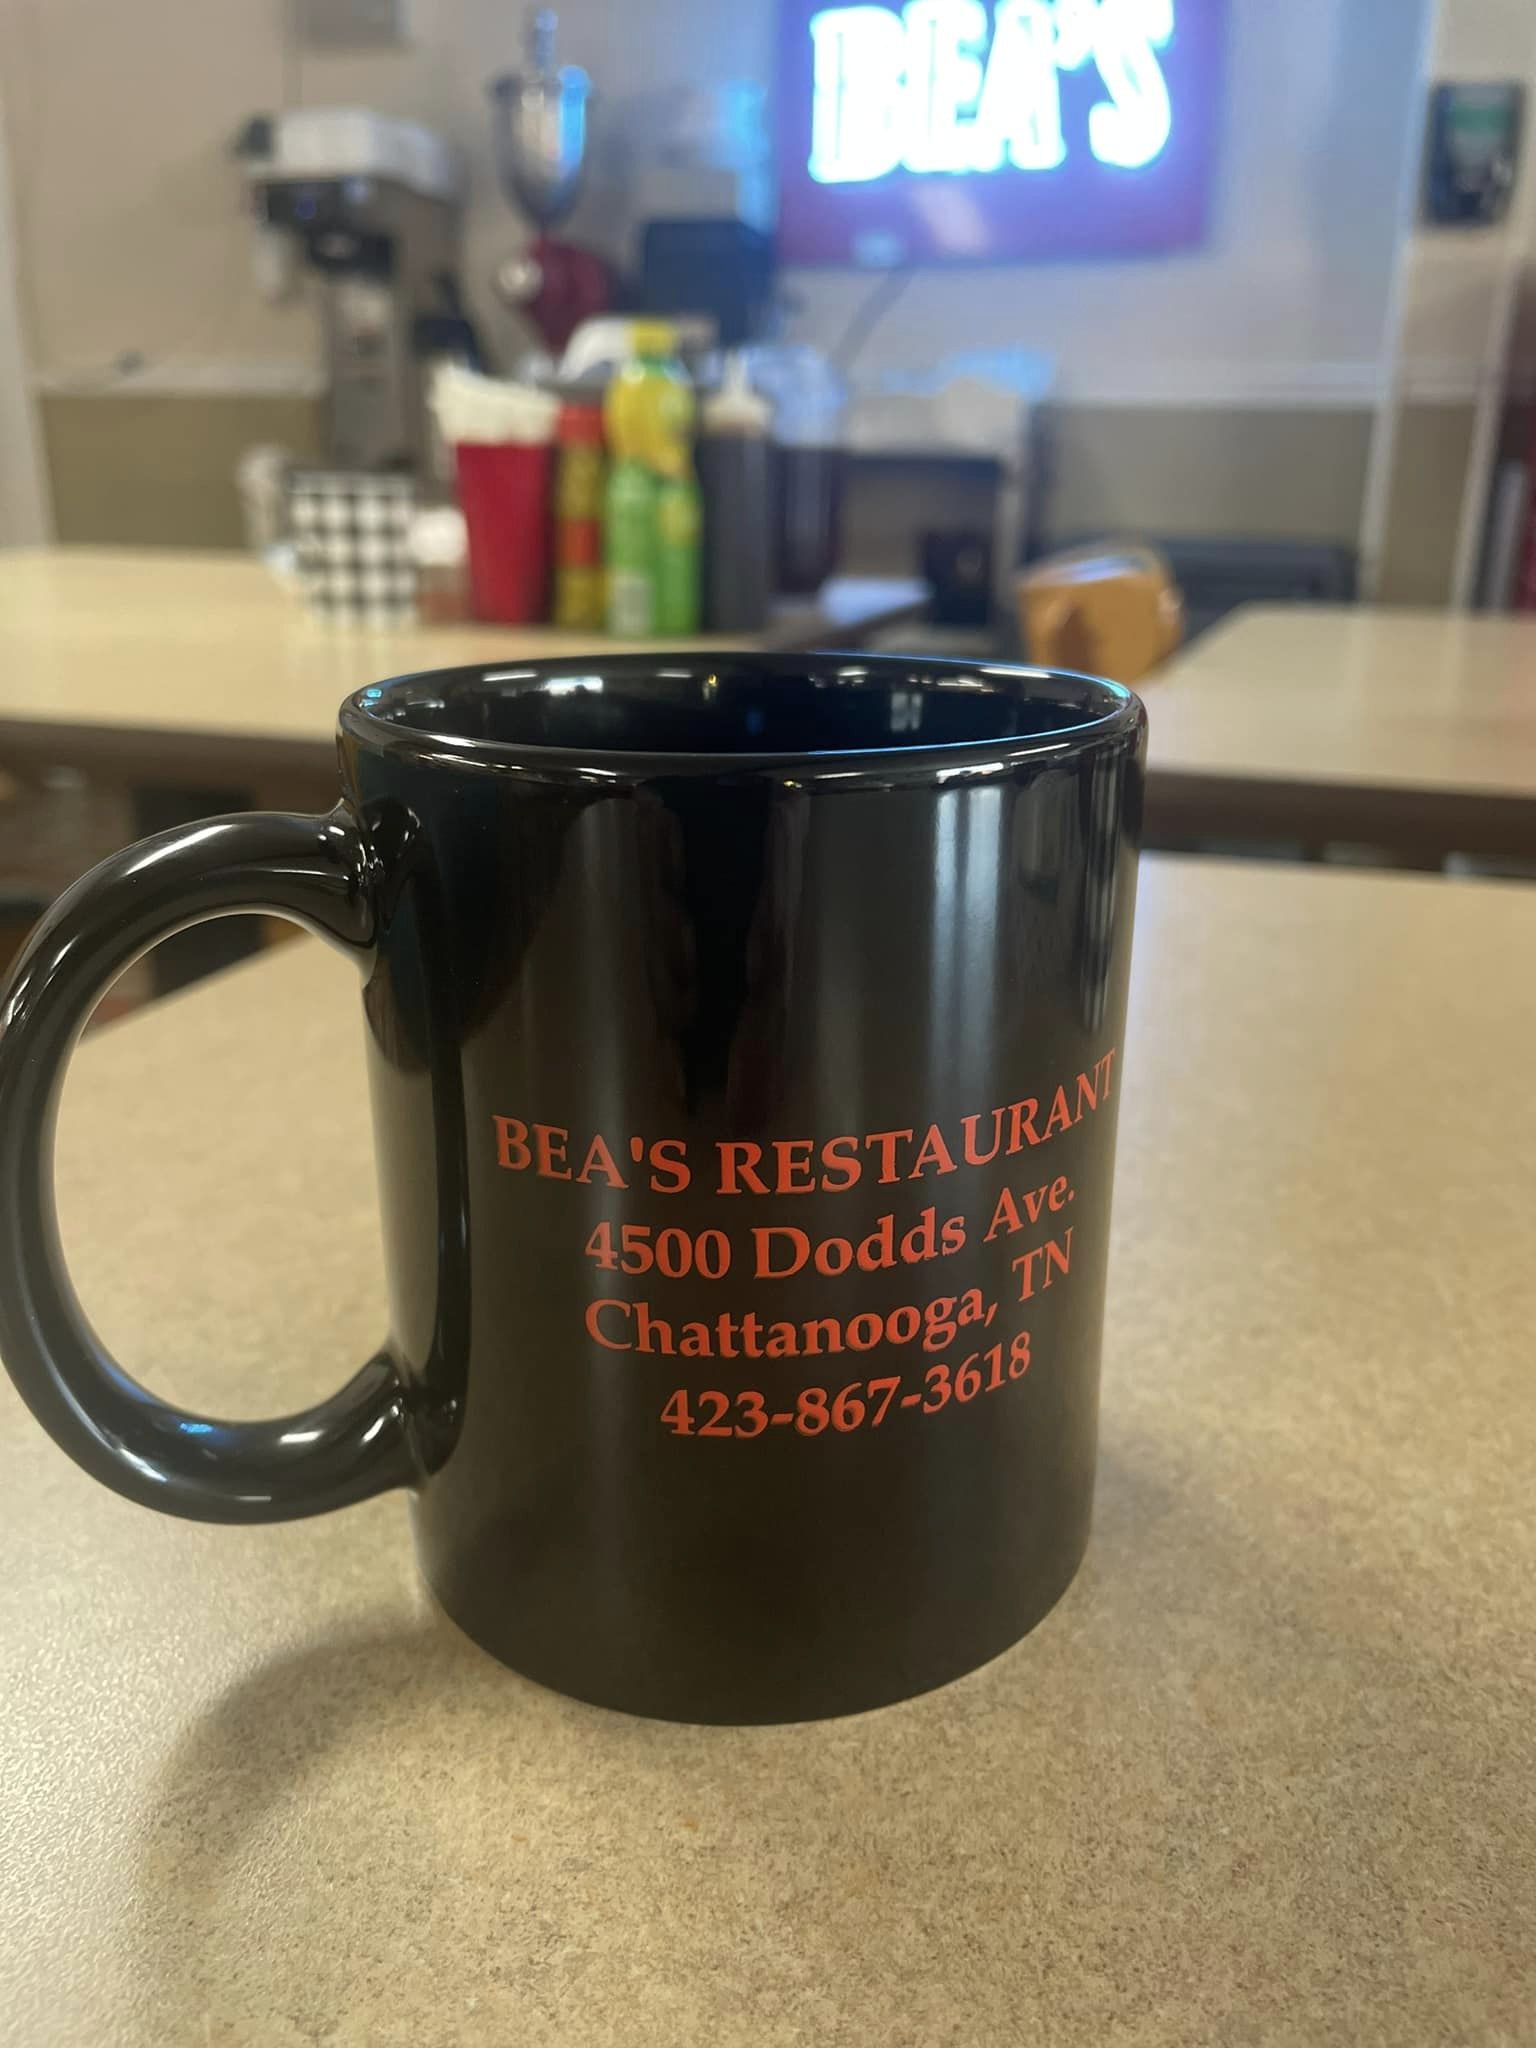 BEA'S
BEA'S RESTAURANT
4500 Dodds Ave.
Chattanooga, TN
423-867-3618